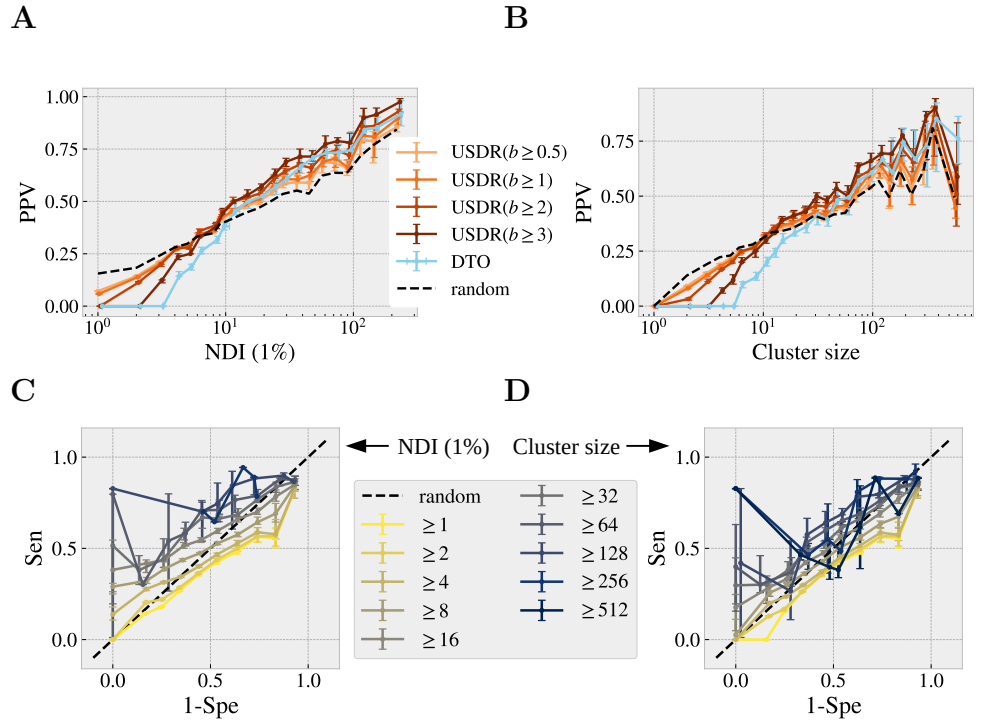 A
B
1.00
0.75
0.50
0.25
0.00
PPV
10^0
10^1
10^2
NDI (1%)
USDR(b ≥ 0.5)
USDR(b ≥ 1)
USDR(b ≥ 2)
USDR(b ≥ 3)
DTO
random
0.75
0.50
0.25
0.00
PPV
10^0
10^1
10^2
Cluster size
C
D
1.0
0.5
0.0
Sen
0.0
0.5
1.0
1-Spe
NDI (1%)
Cluster size
random
≥1
≥2
≥4
≥8
≥16
≥32
≥64
≥128
≥256
≥512
1.0
0.5
0.0
Sen
0.0
0.5
1.0
1-Spe